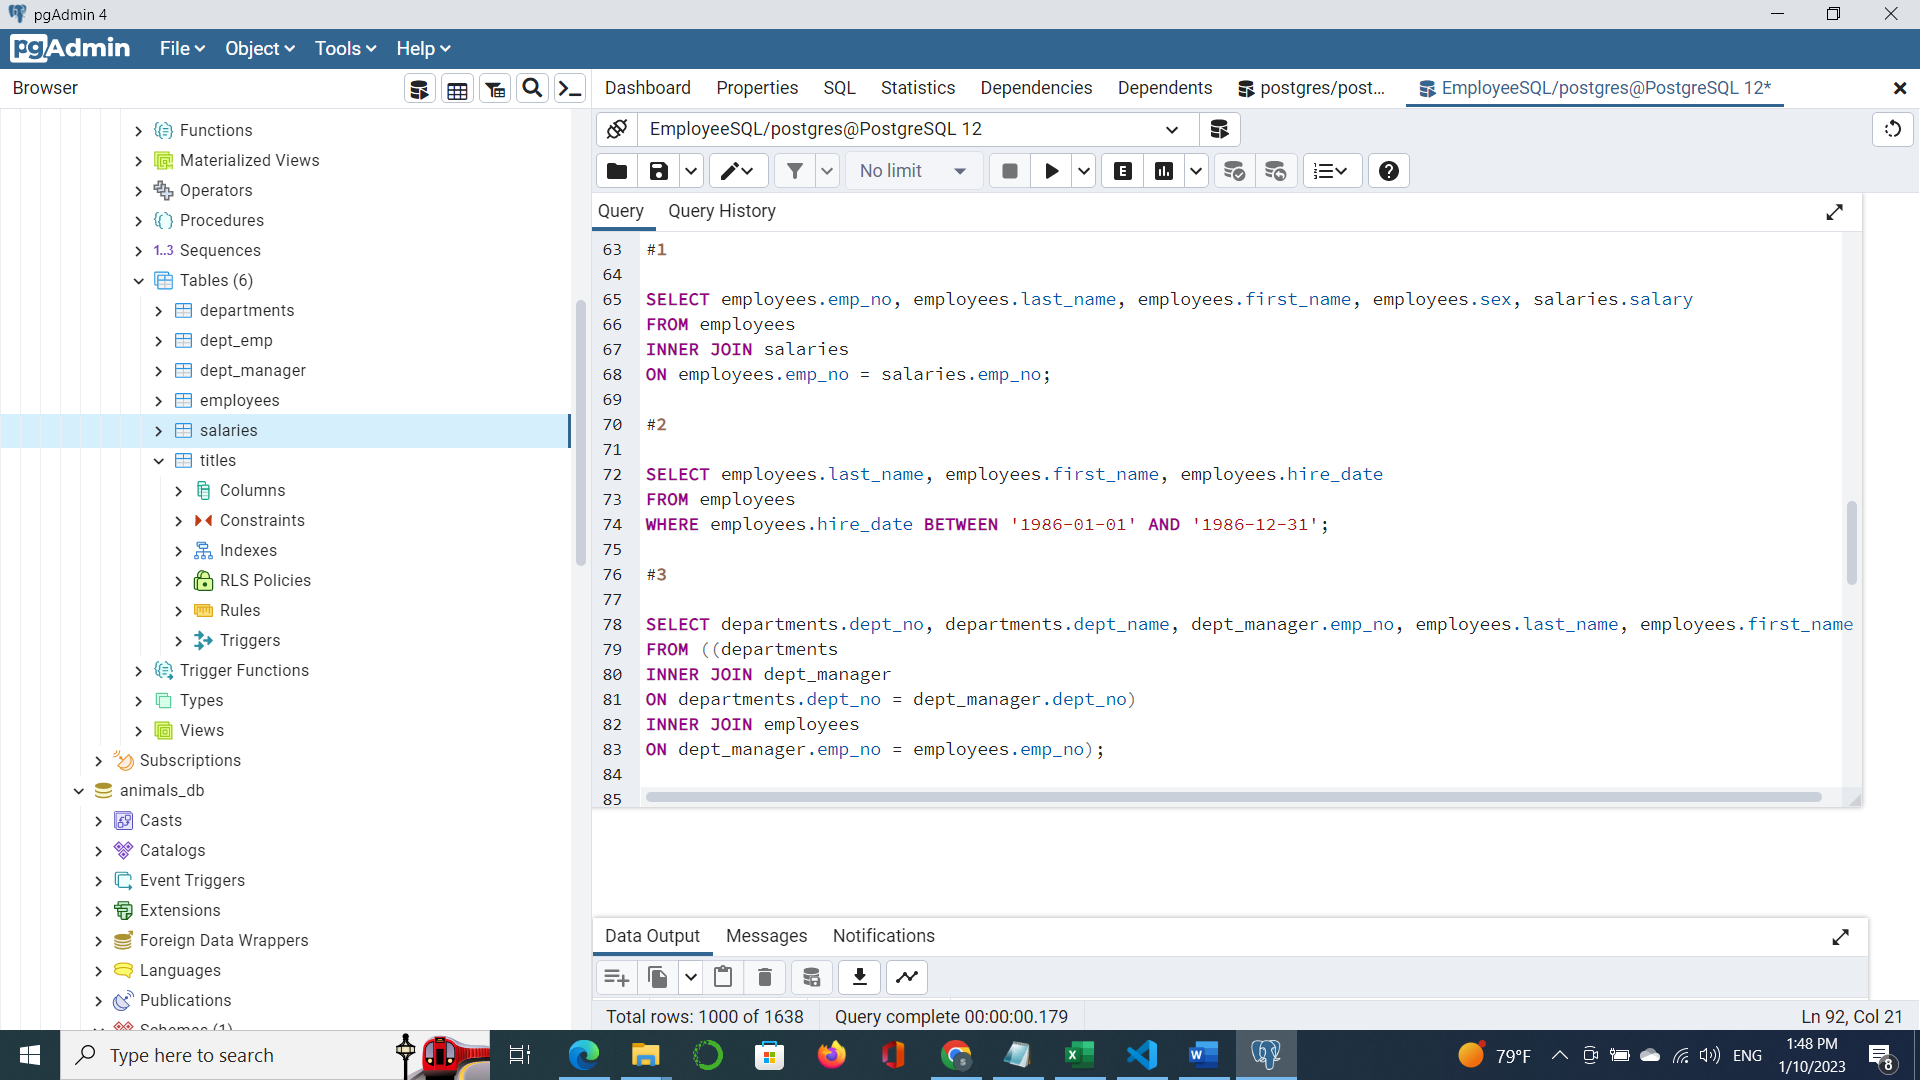 pgAdmin 4
pgAdmin File Object Tools Help
Browser
Dashboard Properties SQL Statistics Dependencies Dependents postgres/post... EmployeeSQL/postgres@PostgreSQL 12*
EmployeeSQL/postgres@PostgreSQL 12
No limit
E
Query Query History
Functions
Materialized Views
Operators
Procedures
1..3 Sequences
Tables (6)
departments
dept_emp
dept_manager
employees
salaries
titles
Columns
Constraints
Indexes
RLS Policies
Rules
Triggers
Trigger Functions
Types
Views
Subscriptions
animals_db
Casts
Catalogs
Event Triggers
Extensions
Foreign Data Wrappers
Languages
Publications
Schemas (1)
63 #1
64
65 SELECT employees.emp_no, employees.last_name, employees.first_name, employees.sex, salaries.salary
66 FROM employees
67 INNER JOIN salaries
68 ON employees.emp_no = salaries.emp_no;
69
70 #2
71
72 SELECT employees.last_name, employees.first_name, employees.hire_date
73 FROM employees
74 WHERE employees.hire_date BETWEEN '1986-01-01' AND '1986-12-31';
75
76 #3
77
78 SELECT departments.dept_no, departments.dept_name, dept_manager.emp_no, employees.last_name, employees.first_name
79 FROM ((departments
80 INNER JOIN dept_manager
81 ON departments.dept_no = dept_manager.dept_no)
82 INNER JOIN employees
83 ON dept_manager.emp_no = employees.emp_no);
84
85
Data Output Messages Notifications
Total rows: 1000 of 1638 Query complete 00:00:00.179 Ln 92, Col 21
Type here to search
79°F ENG 1:48 PM
1/10/2023
8